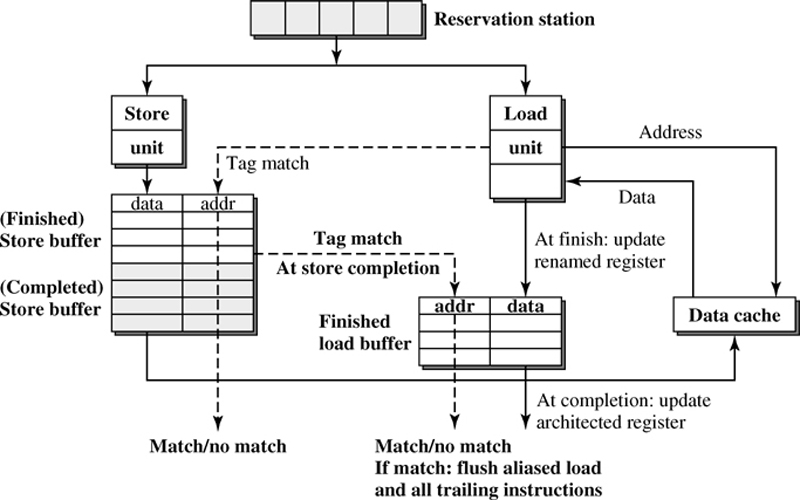 Reservation station
Store
unit
Load
unit
Address
Tag match
Data
data addr
(Finished)
Store buffer
Tag match
At store completion
At finish: update
renamed register
(Completed)
Store buffer
addr data
Finished
load buffer
Data cache
At completion: update
architected register
Match/no match
Match/no match
If match: flush aliased load
and all trailing instructions